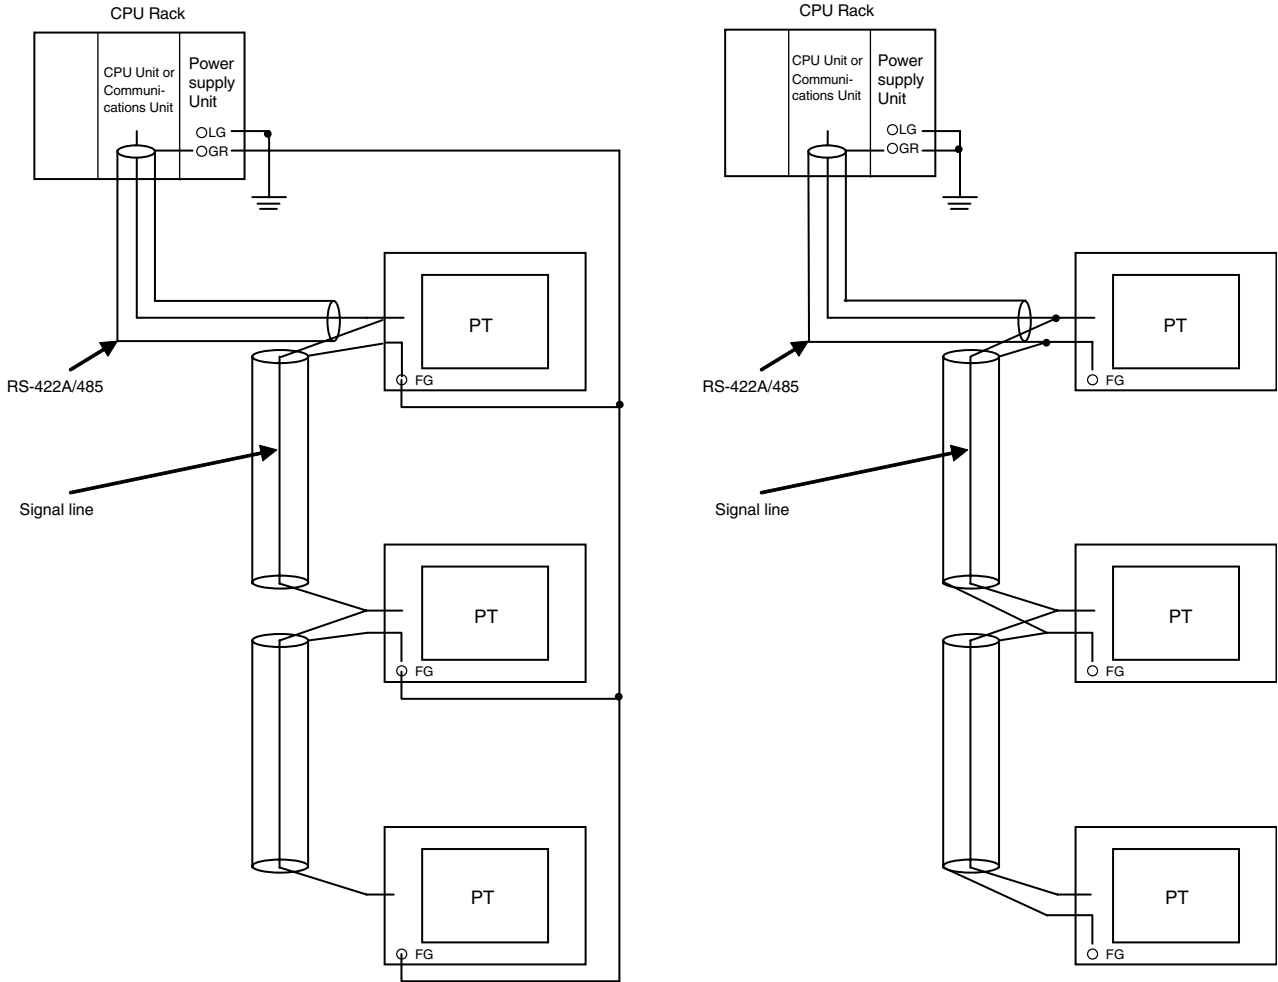 CPU Rack
CPU Unit or
Communi-
cations Unit
Power
supply
Unit
LG
GR
PT
FG
RS-422A/485
Signal line
PT
FG
PT
FG
CPU Rack
CPU Unit or
Communi-
cations Unit
Power
supply
Unit
LG
GR
PT
FG
RS-422A/485
Signal line
PT
FG
PT
FG